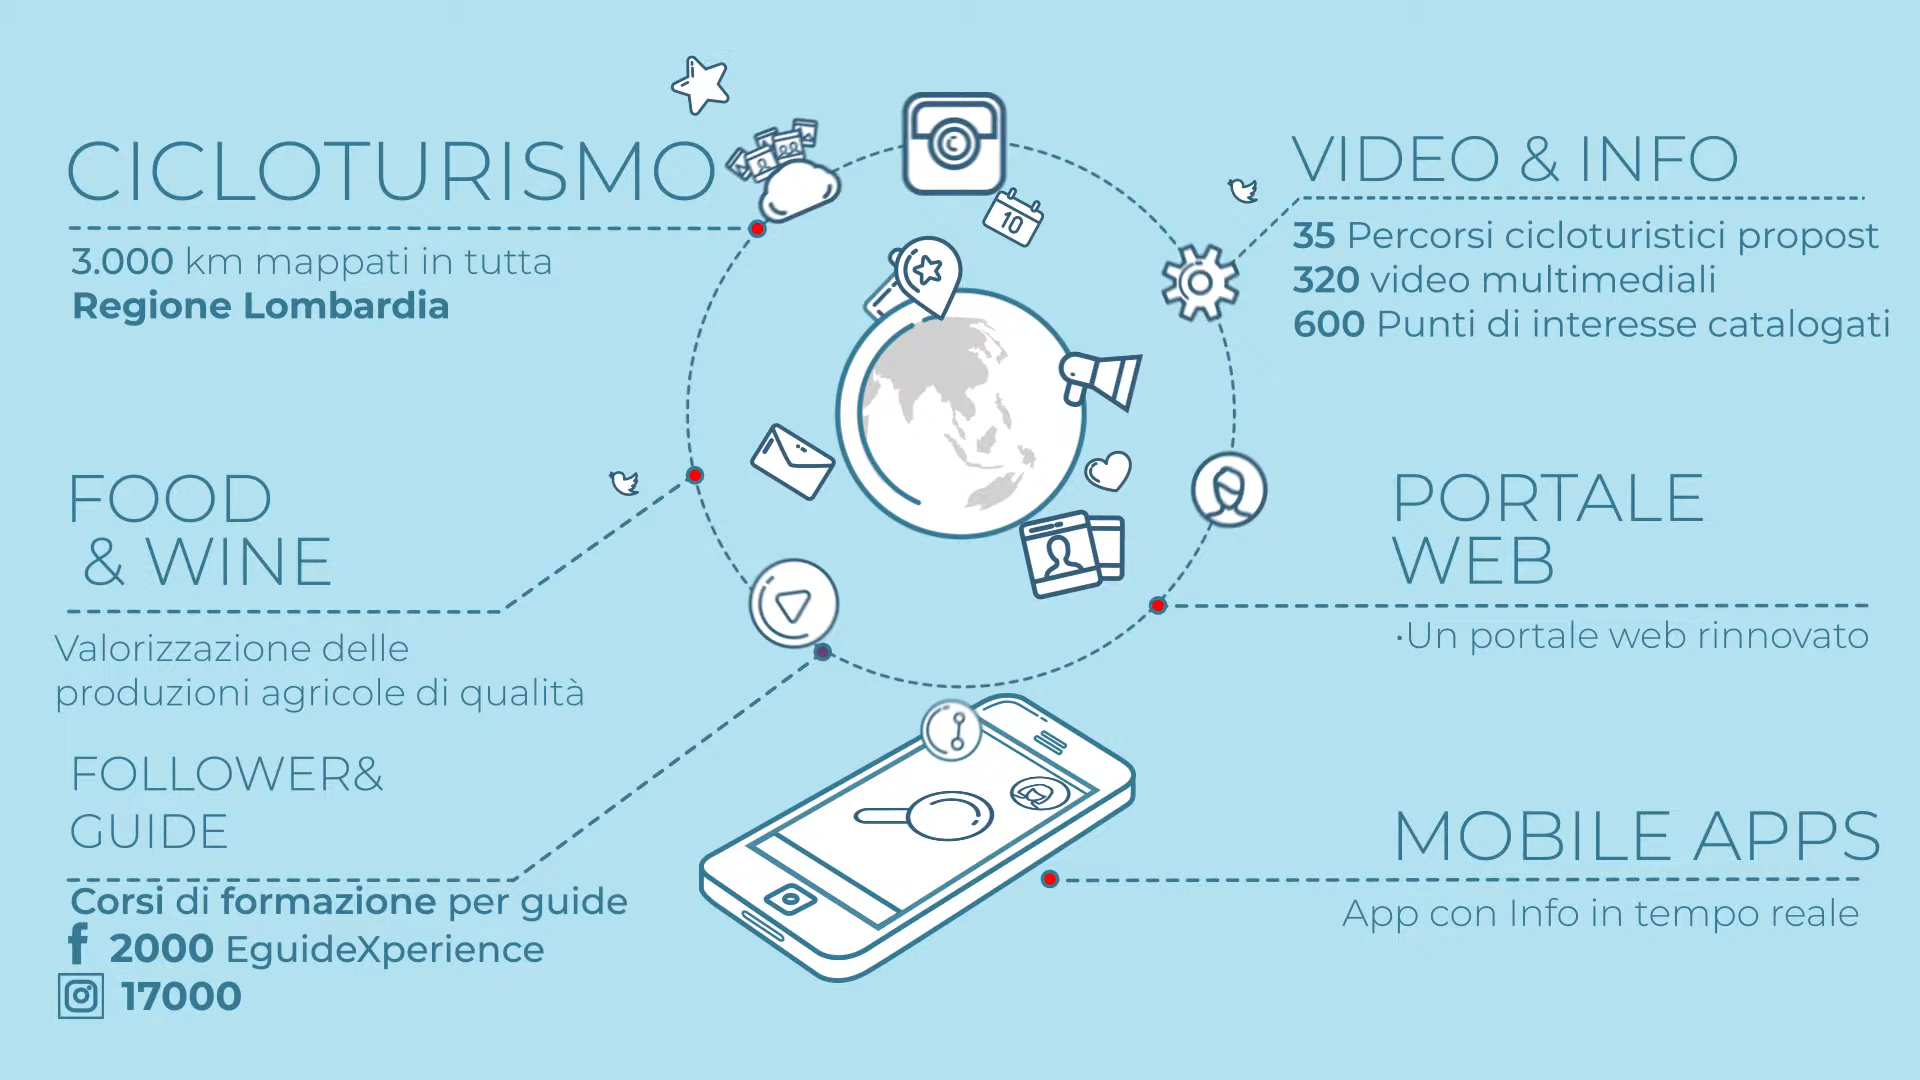 CICLOTURISMO
3.000 km mappati in tutta
Regione Lombardia
FOOD
& WINE
Valorizzazione delle
produzioni agricole di qualità
FOLLOWER&
GUIDE
Corsi di formazione per guide
f 2000 EguideXperience
17000
10
VIDEO & INFO
35 Percorsi cicloturistici propost
320 video multimediali
600 Punti di interesse catalogati
PORTALE
WEB
·Un portale web rinnovato
MOBILE APPS
App con Info in tempo reale